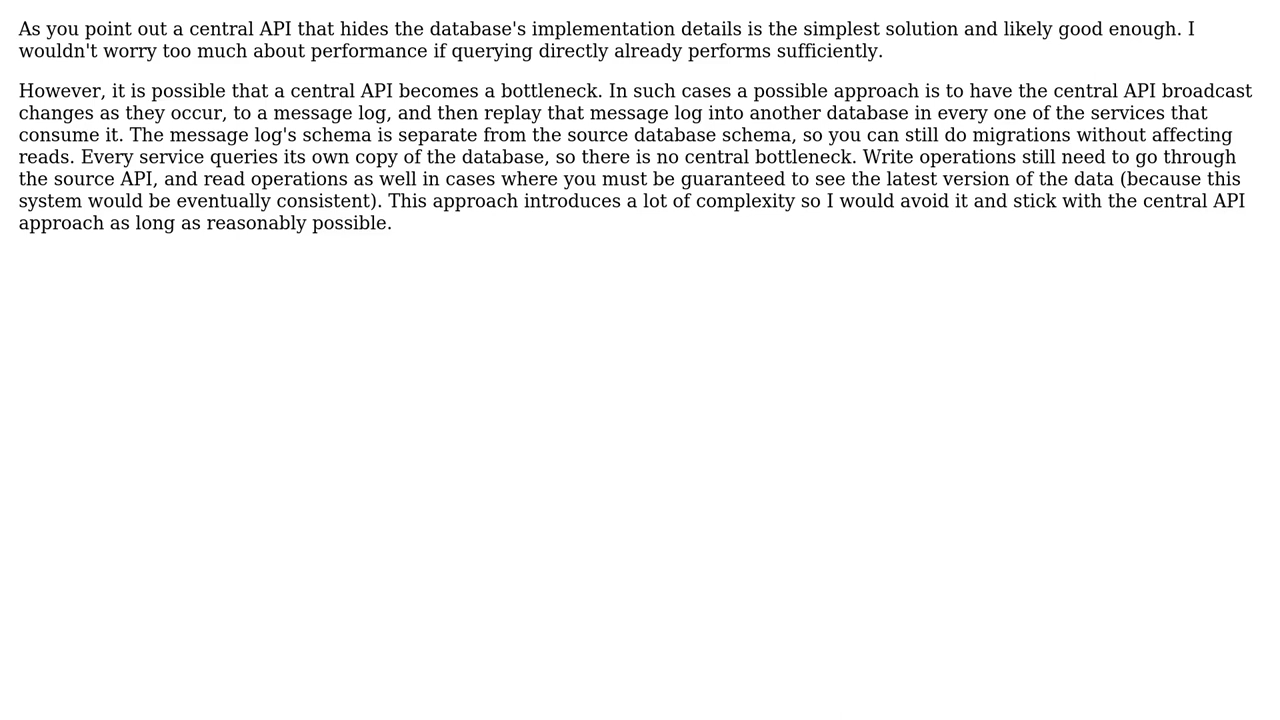 As you point out a central API that hides the database's implementation details is the simplest solution and likely good enough. I
wouldn't worry too much about performance if querying directly already performs sufficiently.
However, it is possible that a central API becomes a bottleneck. In such cases a possible approach is to have the central API broadcast
changes as they occur, to a message log, and then replay that message log into another database in every one of the services that
consume it. The message log's schema is separate from the source database schema, so you can still do migrations without affecting
reads. Every service queries its own copy of the database, so there is no central bottleneck. Write operations still need to go through
the source API, and read operations as well in cases where you must be guaranteed to see the latest version of the data (because this
system would be eventually consistent). This approach introduces a lot of complexity so I would avoid it and stick with the central API
approach as long as reasonably possible.